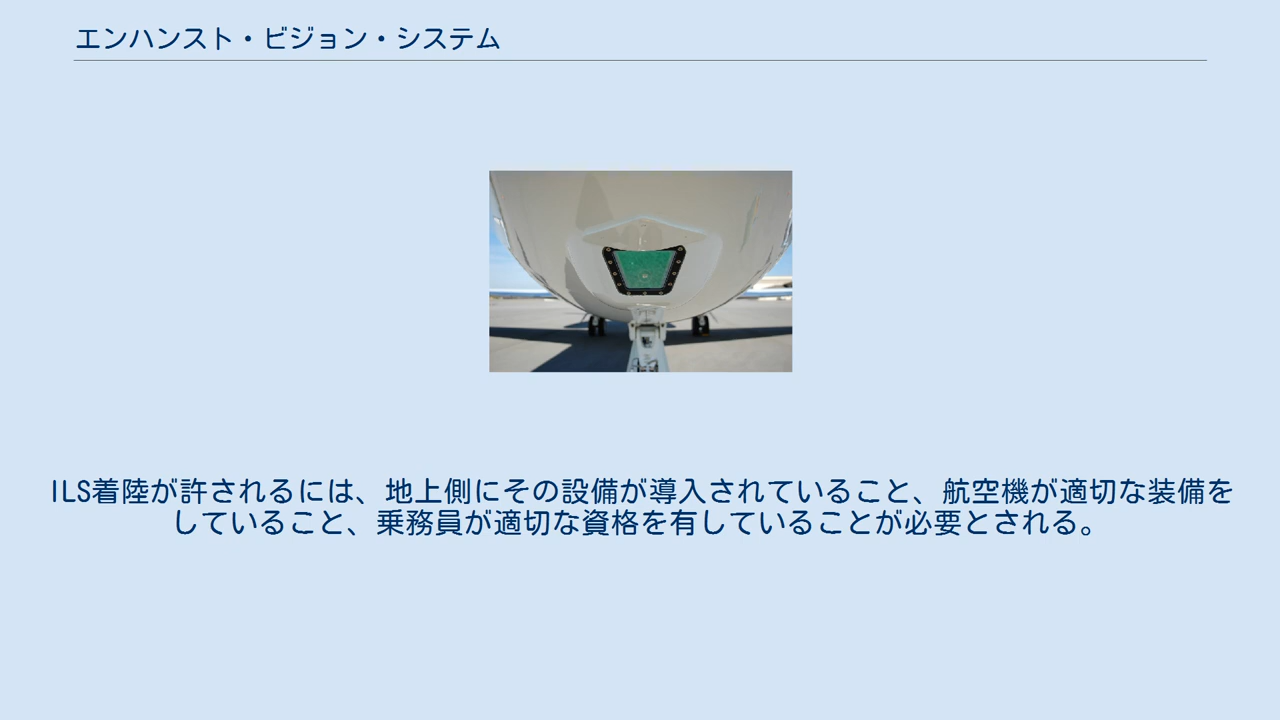 エンハンスト・ビジョン・システム
ILS着陸が許されるには、地上側にその設備が導入されていること、航空機が適切な装備を
していること、乗務員が適切な資格を有していることが必要とされる。